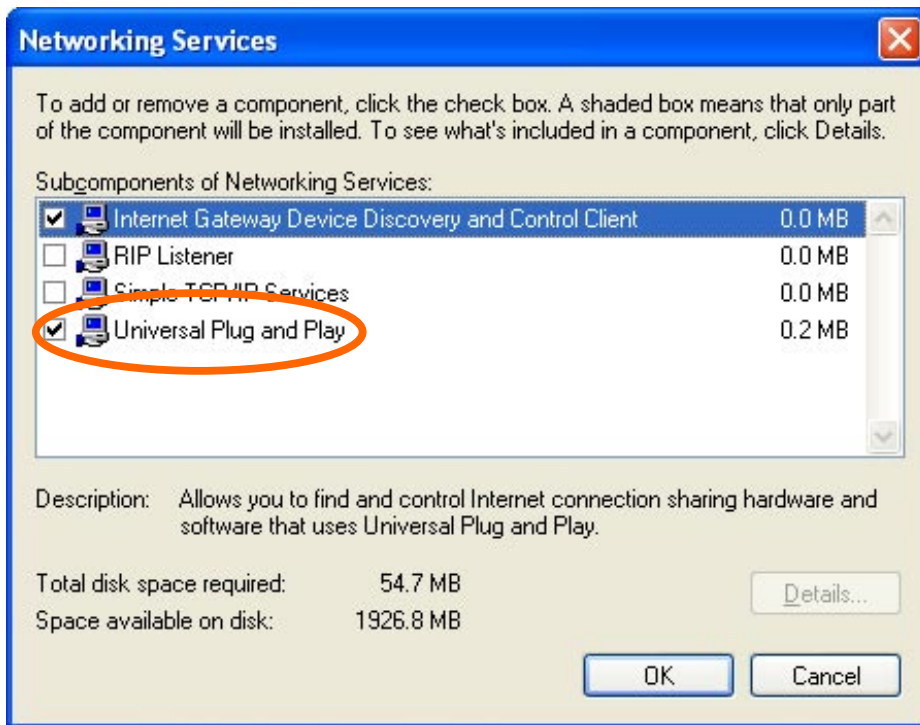 Networking Services
To add or remove a component, click the check box. A shaded box means that only part
of the component will be installed. To see what's included in a component, click Details.
Subcomponents of Networking Services:
Internet Gateway Device Discovery and Control Client 0.0 MB
RIP Listener 0.0 MB
Simple TCP/IP Services 0.0 MB
Universal Plug and Play 0.2 MB
Description: Allows you to find and control Internet connection sharing hardware and
software that uses Universal Plug and Play.
Total disk space required: 54.7 MB
Space available on disk: 1926.8 MB
Details...
OK Cancel